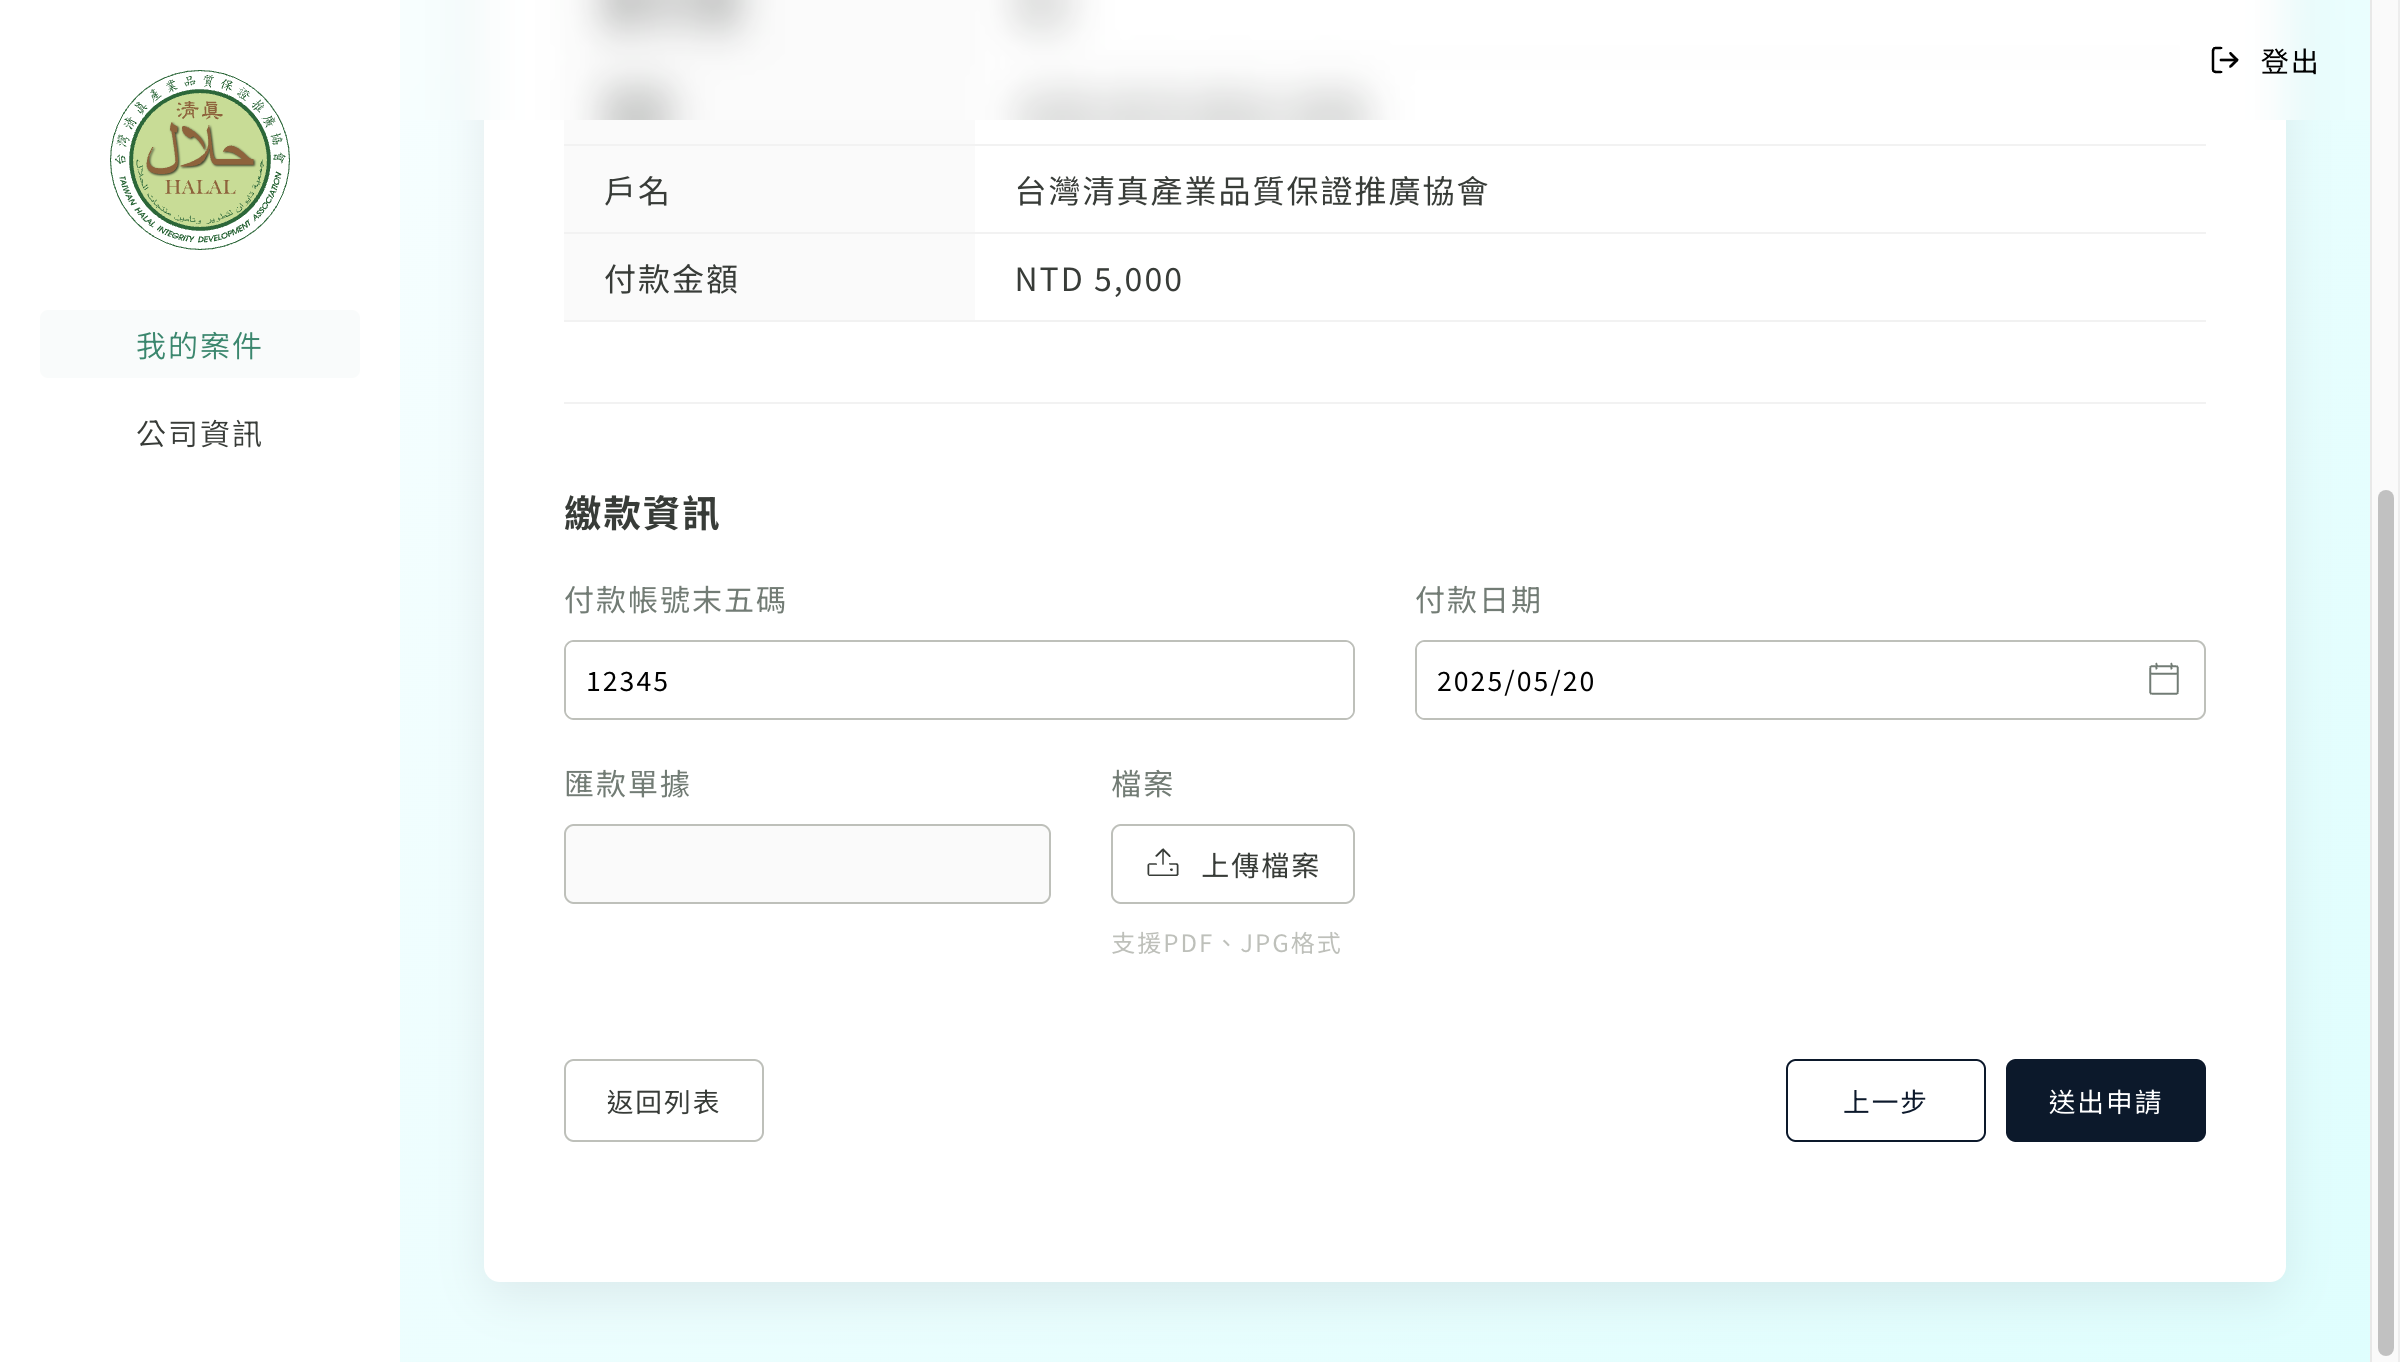 台灣清真產業品質保證推廣協會
清真
حلال
HALAL
TAIWAN HALAL INTEGRITY DEVELOPMENT ASSOCIATION
登出
我的案件
公司資訊
戶名 台灣清真產業品質保證推廣協會
付款金額 NTD 5,000
繳款資訊
付款帳號末五碼 付款日期
12345 2025/05/20
匯款單據 檔案
上傳檔案
支援PDF、JPG格式
返回列表 上一步 送出申請